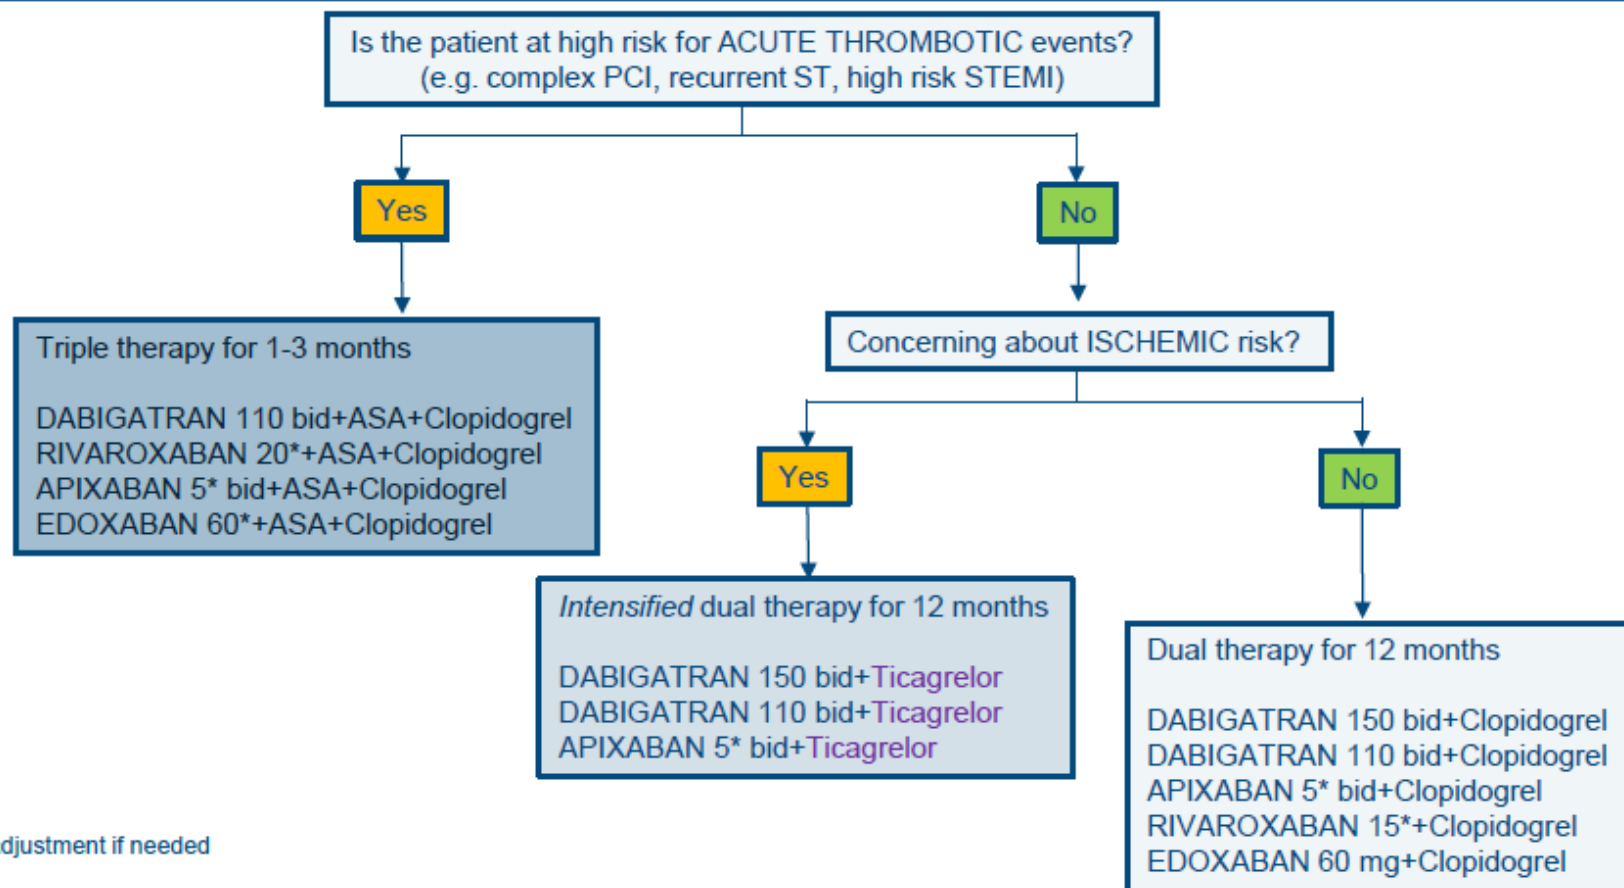 Is the patient at high risk for ACUTE THROMBOTIC events?
(e.g. complex PCI, recurrent ST, high risk STEMI)
Yes
No
Triple therapy for 1-3 months
DABIGATRAN 110 bid+ASA+Clopidogrel
RIVAROXABAN 20*+ASA+Clopidogrel
APIXABAN 5* bid+ASA+Clopidogrel
EDOXABAN 60*+ASA+Clopidogrel
Concerning about ISCHEMIC risk?
Yes
No
Intensified dual therapy for 12 months
DABIGATRAN 150 bid+Ticagrelor
DABIGATRAN 110 bid+Ticagrelor
APIXABAN 5* bid+Ticagrelor
Dual therapy for 12 months
DABIGATRAN 150 bid+Clopidogrel
DABIGATRAN 110 bid+Clopidogrel
APIXABAN 5* bid+Clopidogrel
RIVAROXABAN 15*+Clopidogrel
EDOXABAN 60 mg+Clopidogrel
djustment if needed